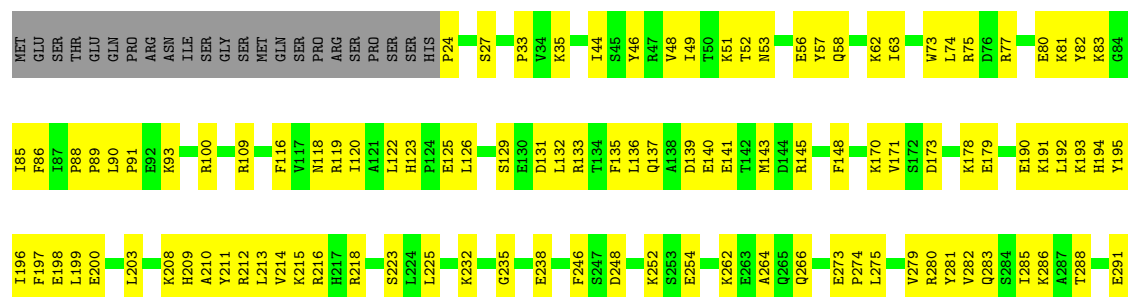 MET GLU SER THR GLU GLN PRO ARG ASN ILE SER GLY SER MET GLN SER PRO ARG SER PRO SER SER HIS P24 S27 P33 V34 K35 I44 S45 Y46 R47 V48 I49 T50 K51 T52 N53 E56 Y57 Q58 K62 I63 W73 L74 R75 D76 R77 E80 K81 Y82 K83 G84
I85 F86 I87 P88 P89 L90 P91 E92 K93 R100 R109 F116 V117 N118 R119 I120 A121 L122 H123 P124 E125 L126 S129 E130 D131 L132 R133 T134 F135 L136 Q137 A138 D139 E140 E141 T142 M143 D144 R145 F148 K170 V171 S172 D173 K178 E179 E190 K191 L192 K193 H194 Y195
I196 F197 E198 L199 E200 L203 K208 H209 A210 Y211 R212 L213 V214 K215 R216 H217 R218 S223 L224 L225 K232 G235 E238 F246 S247 D248 K252 S253 E254 K262 E263 A264 Q265 Q266 E273 P274 L275 V279 R280 Y281 V282 Q283 S284 I285 K286 A287 T288 E291